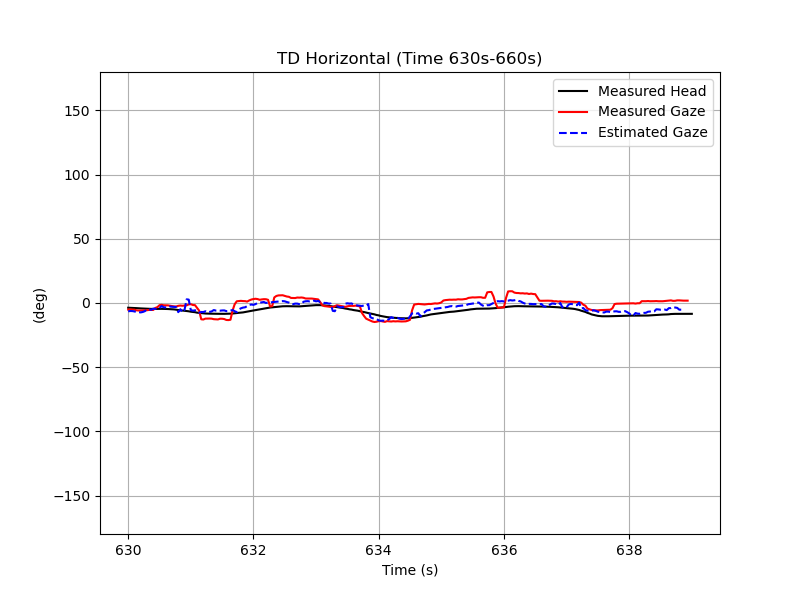 TD Horizontal (Time 630s-660s)
Measured Head
Measured Gaze
Estimated Gaze
150
100
50
0
−50
−100
−150
(deg)
630 632 634 636 638
Time (s)